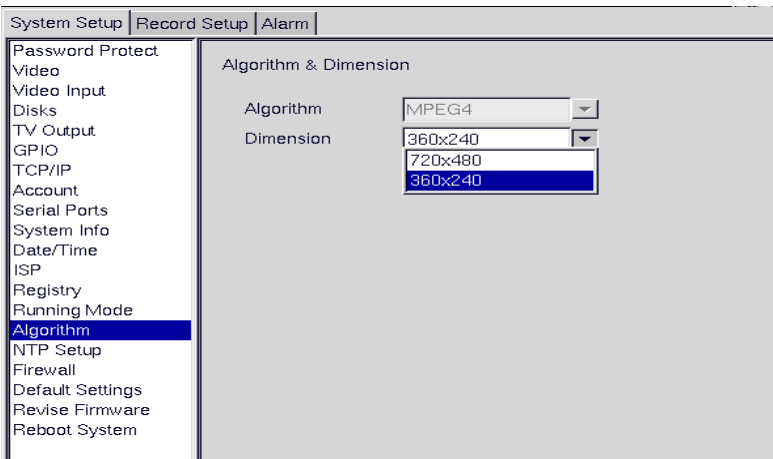 System Setup Record Setup Alarm
Password Protect
Video
Video Input
Disks
TV Output
GPIO
TCP/IP
Account
Serial Ports
System Info
Date/Time
ISP
Registry
Running Mode
Algorithm
NTP Setup
Firewall
Default Settings
Revise Firmware
Reboot System
Algorithm & Dimension
Algorithm MPEG4
Dimension 360x240
720x480
360x240